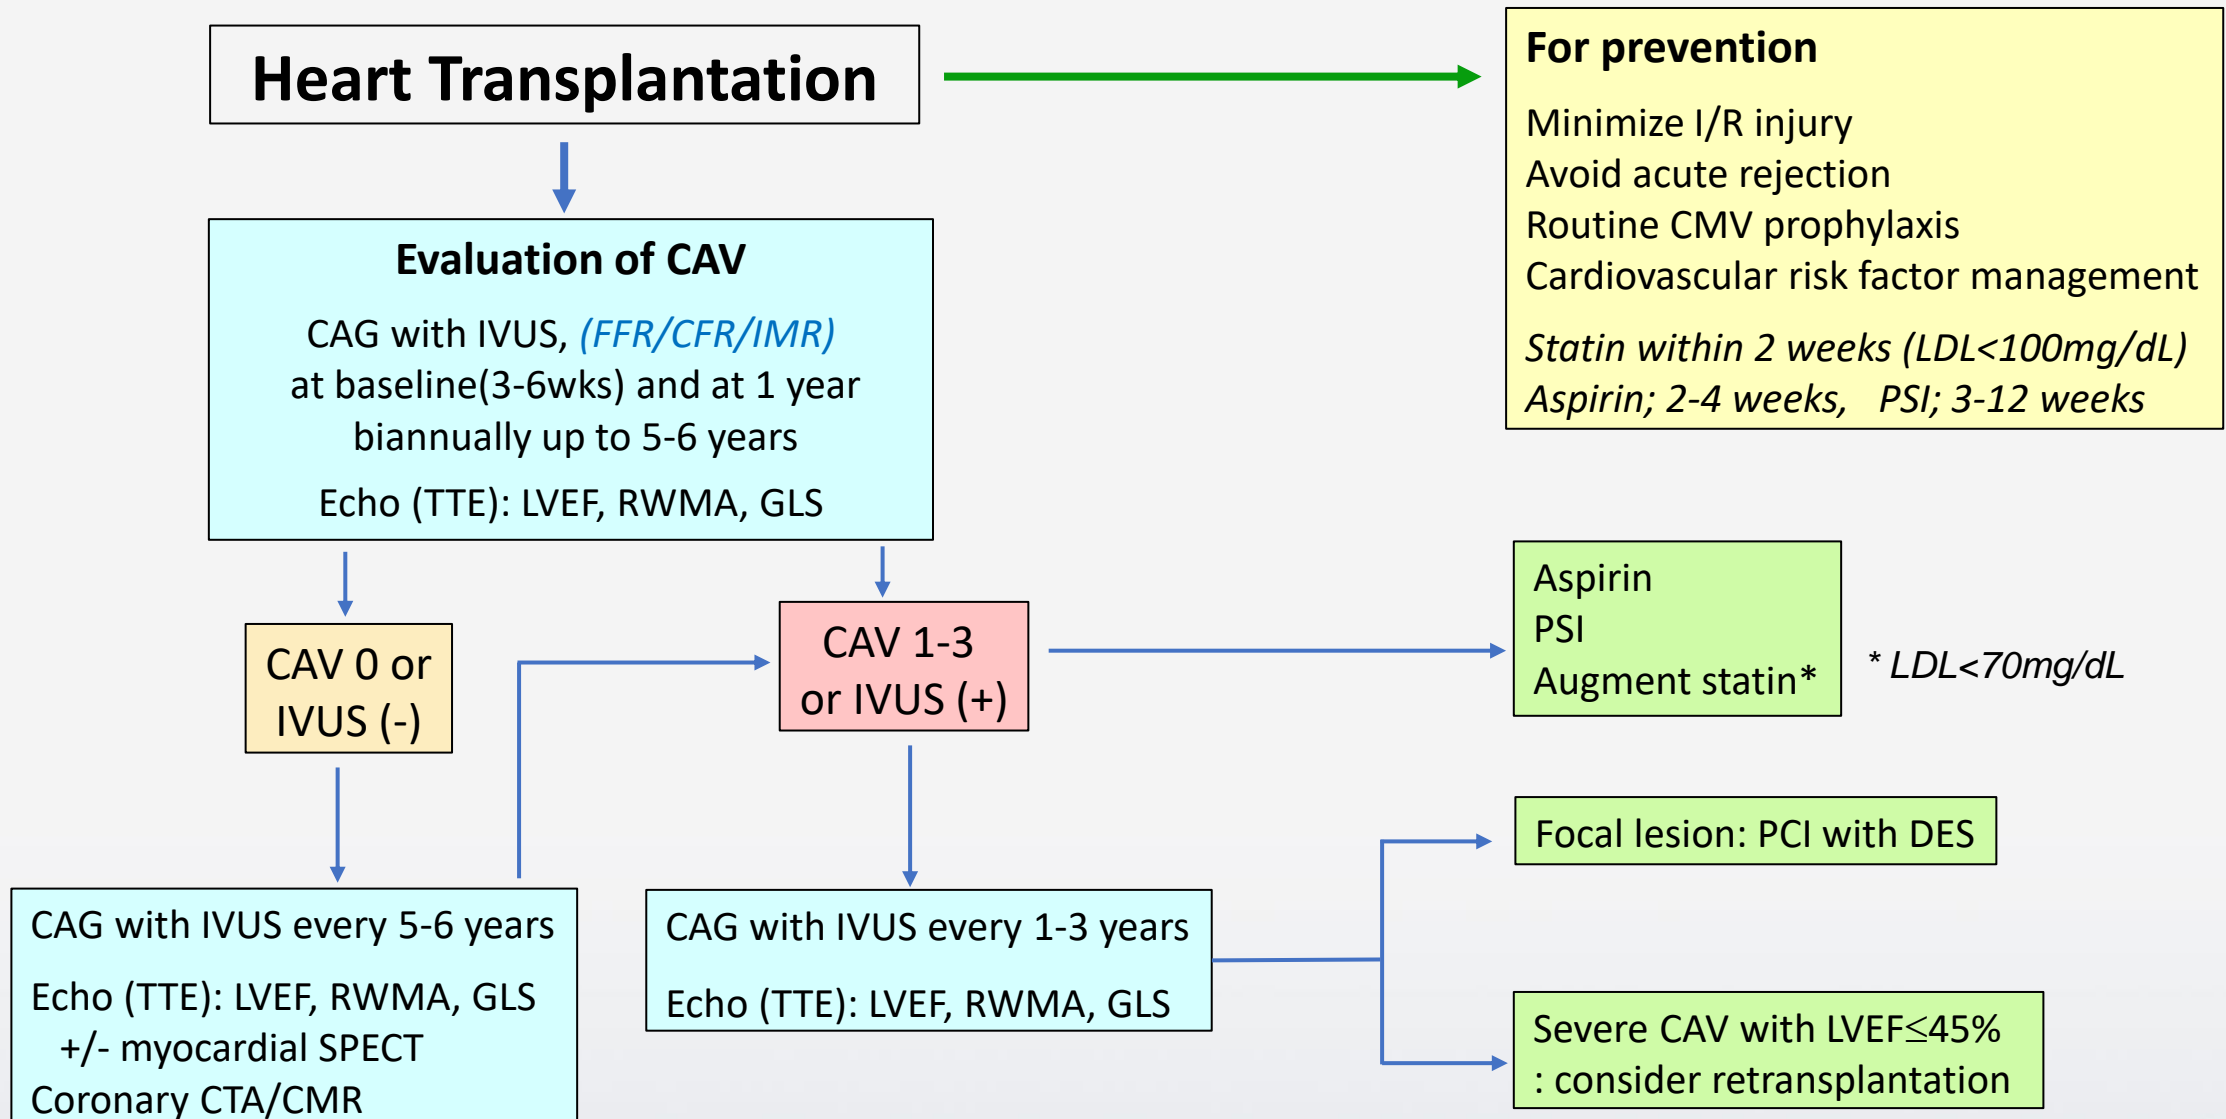 Heart Transplantation
For prevention
Minimize I/R injury
Avoid acute rejection
Routine CMV prophylaxis
Cardiovascular risk factor management
Statin within 2 weeks (LDL<100mg/dL)
Aspirin; 2-4 weeks, PSI; 3-12 weeks
Evaluation of CAV
CAG with IVUS, (FFR/CFR/IMR)
at baseline(3-6wks) and at 1 year
biannually up to 5-6 years
Echo (TTE): LVEF, RWMA, GLS
CAV 0 or
IVUS (-)
CAV 1-3
or IVUS (+)
Aspirin
PSI
Augment statin*
* LDL<70mg/dL
CAG with IVUS every 5-6 years
Echo (TTE): LVEF, RWMA, GLS
+/- myocardial SPECT
Coronary CTA/CMR
CAG with IVUS every 1-3 years
Echo (TTE): LVEF, RWMA, GLS
Focal lesion: PCI with DES
Severe CAV with LVEF≤45%
: consider retransplantation